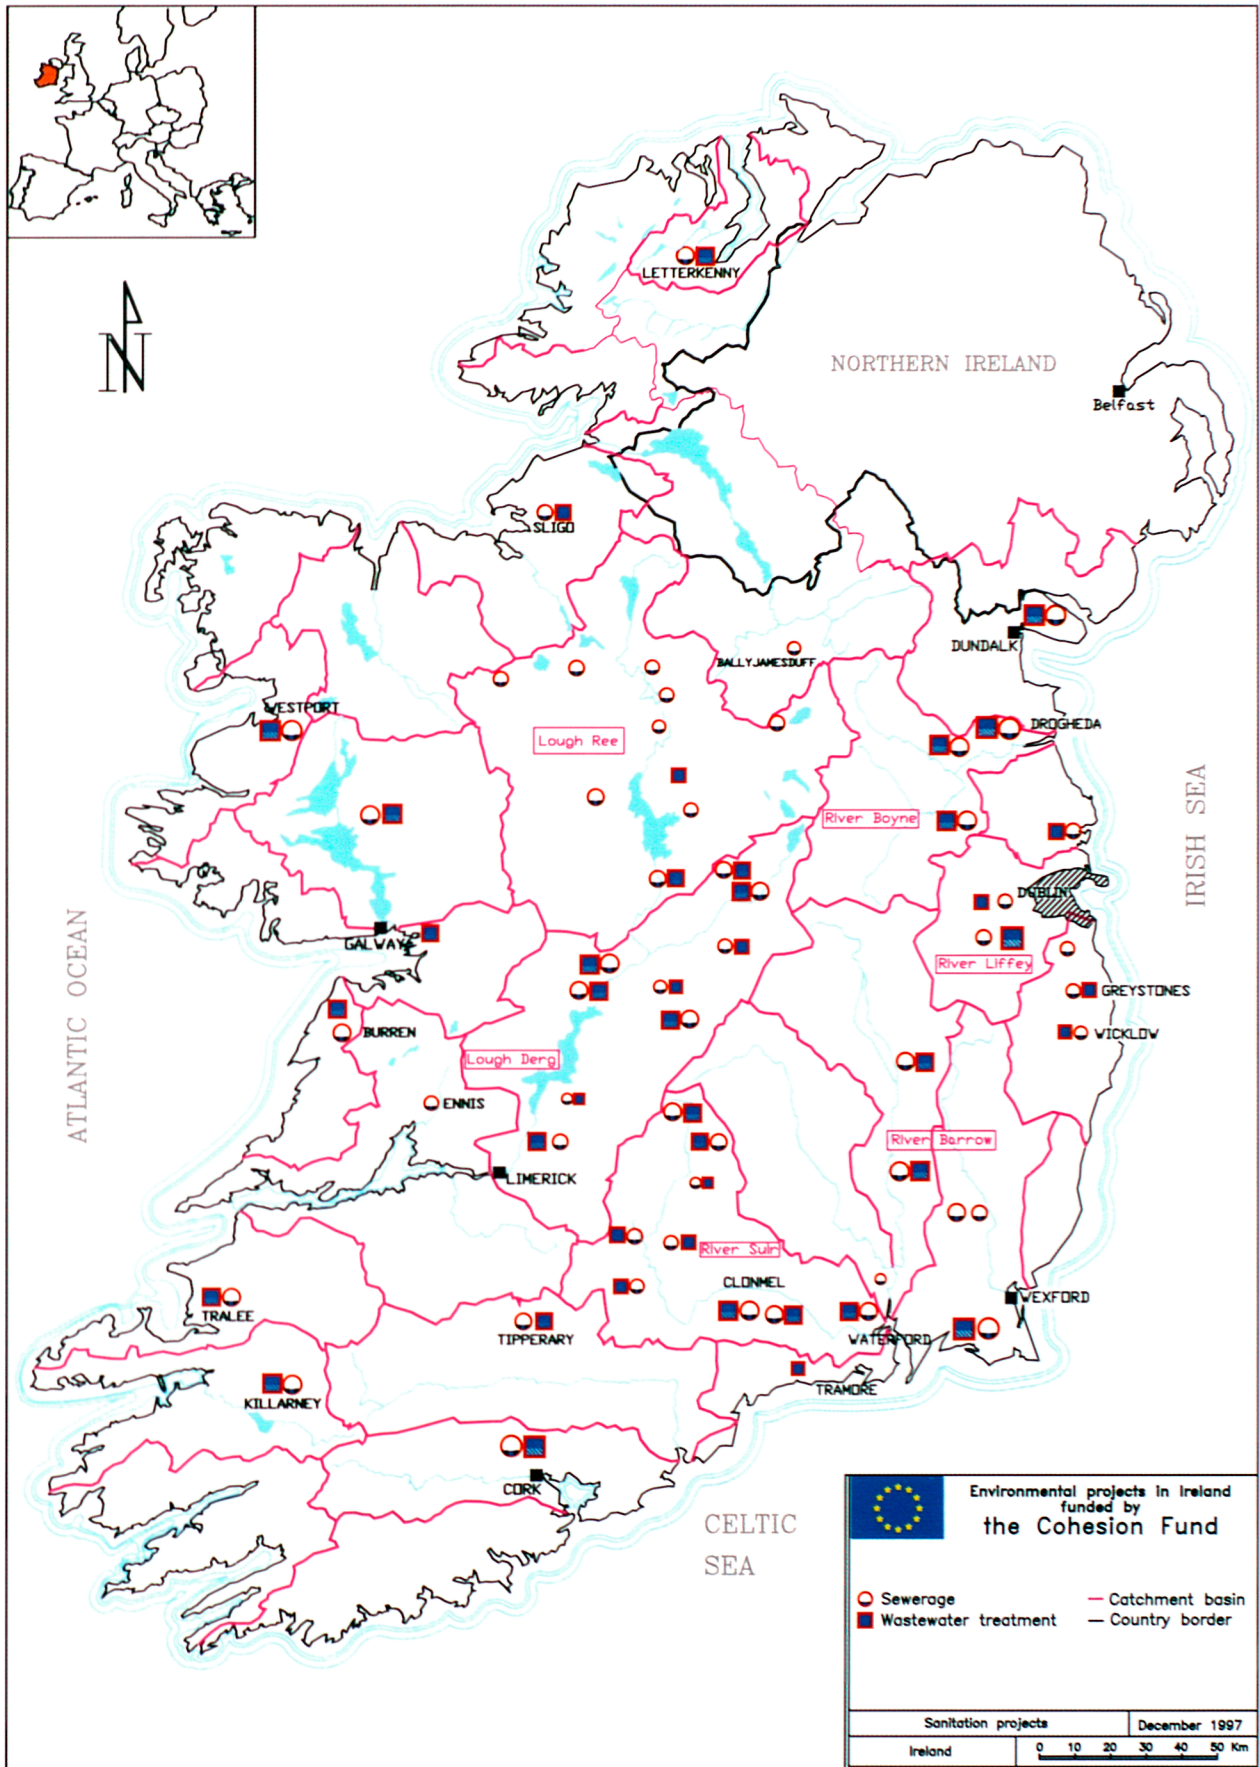 N
LETTERKENNY
NORTHERN IRELAND
Belfast
SLIGO
DUNDALK
BALLYJAMESDUFF
WESTPORT
DROGHEDA
Lough Ree
IRISH SEA
River Boyne
DUBLIN
ATLANTIC OCEAN
GALWAY
River Liffey
GREYSTONES
BURREN
WICKLOW
Lough Derg
ENNIS
River Barrow
LIMERICK
River Suir
CLONMEL
WEXFORD
TRALEE
TIPPERARY
WATERFORD
TRAMORE
KILLARNEY
CORK
CELTIC
SEA
Environmental projects in Ireland
funded by
the Cohesion Fund
Sewerage
Catchment basin
Wastewater treatment
Country border
Sanitation projects
December 1997
Ireland
0 10 20 30 40 50 Km